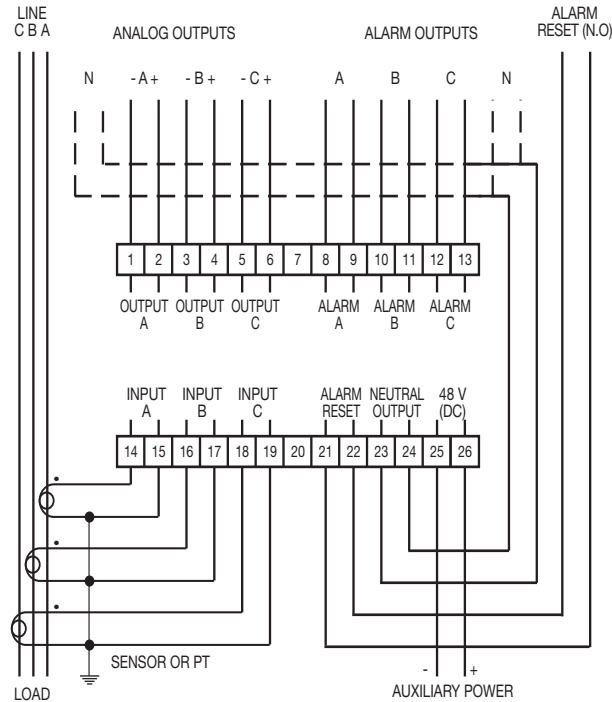 LINE
C B A
ANALOG OUTPUTS
ALARM OUTPUTS
ALARM
RESET (N.O)
N - A + - B + - C + A B C N
1 2 3 4 5 6 7 8 9 10 11 12 13
OUTPUT OUTPUT OUTPUT ALARM ALARM ALARM
A B C A B C
INPUT INPUT INPUT ALARM NEUTRAL 48 V
A B C RESET OUTPUT (DC)
14 15 16 17 18 19 20 21 22 23 24 25 26
SENSOR OR PT
- +
LOAD
AUXILIARY POWER